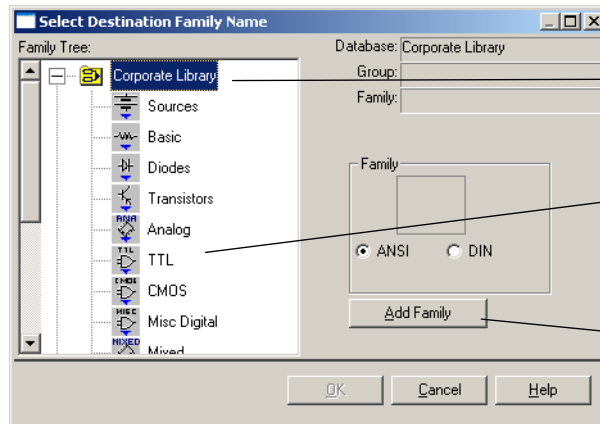 Select Destination Family Name
Family Tree:
Corporate Library
Sources
Basic
Diodes
Transistors
ANA
Analog
TTL
TTL
CMOS
CMOS
MISC
Misc Digital
MIXED
Mixed
Database: Corporate Library
Group:
Family:
Family
ANSI DIN
Add Family
OK Cancel Help